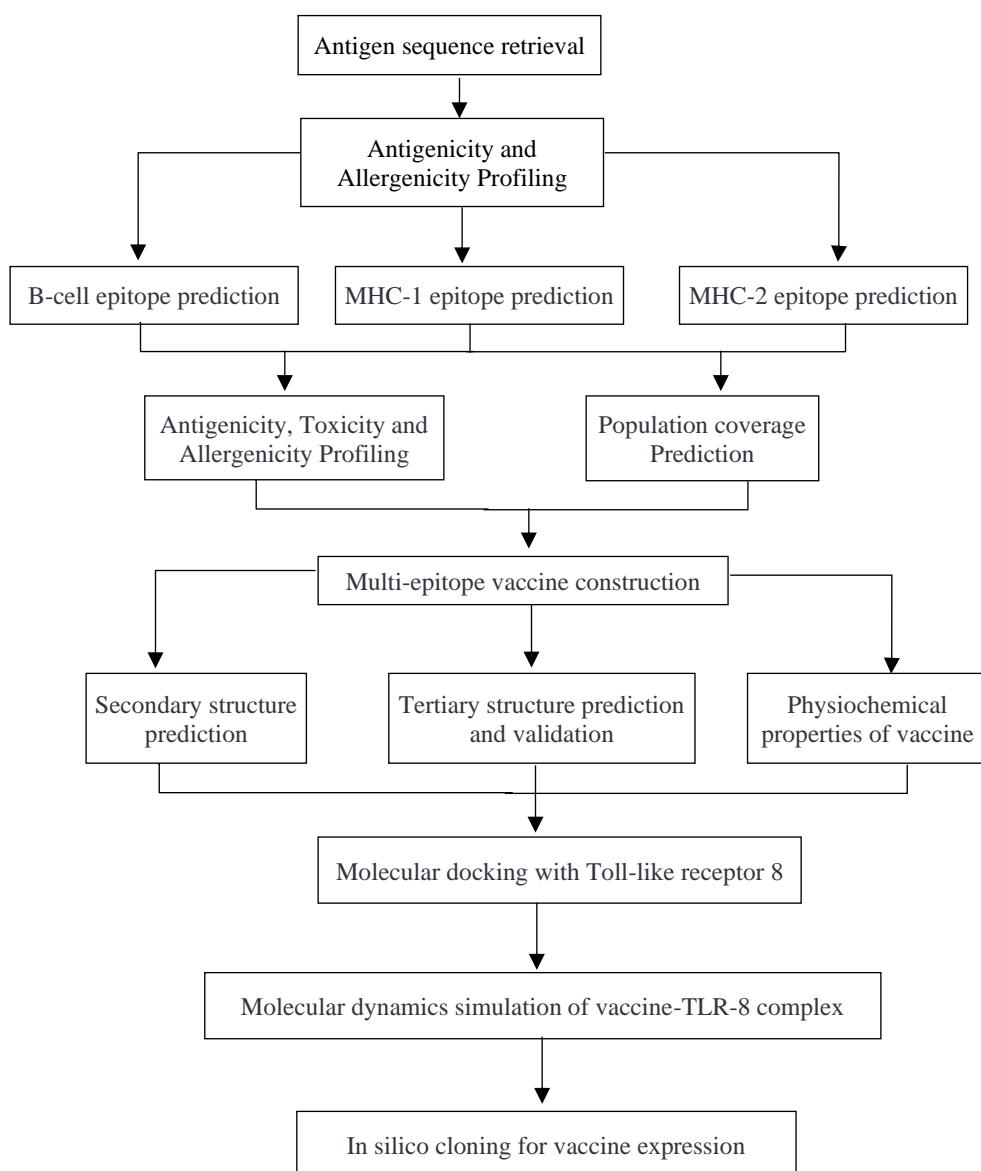 Antigen sequence retrieval
Antigenicity and
Allergenicity Profiling
B-cell epitope prediction
MHC-1 epitope prediction
MHC-2 epitope prediction
Antigenicity, Toxicity and
Allergenicity Profiling
Population coverage
Prediction
Multi-epitope vaccine construction
Secondary structure
prediction
Tertiary structure prediction
and validation
Physiochemical
properties of vaccine
Molecular docking with Toll-like receptor 8
Molecular dynamics simulation of vaccine-TLR-8 complex
In silico cloning for vaccine expression